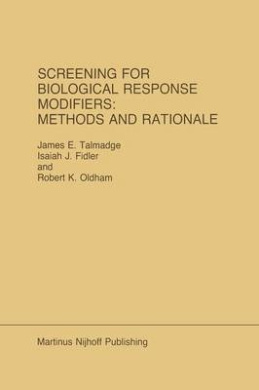 SCREENING FOR
BIOLOGICAL RESPONSE
MODIFIERS:
METHODS AND RATIONALE
James E. Talmadge
Isaiah J. Fidler
and
Robert K. Oldham
Martinus Nijhoff Publishing